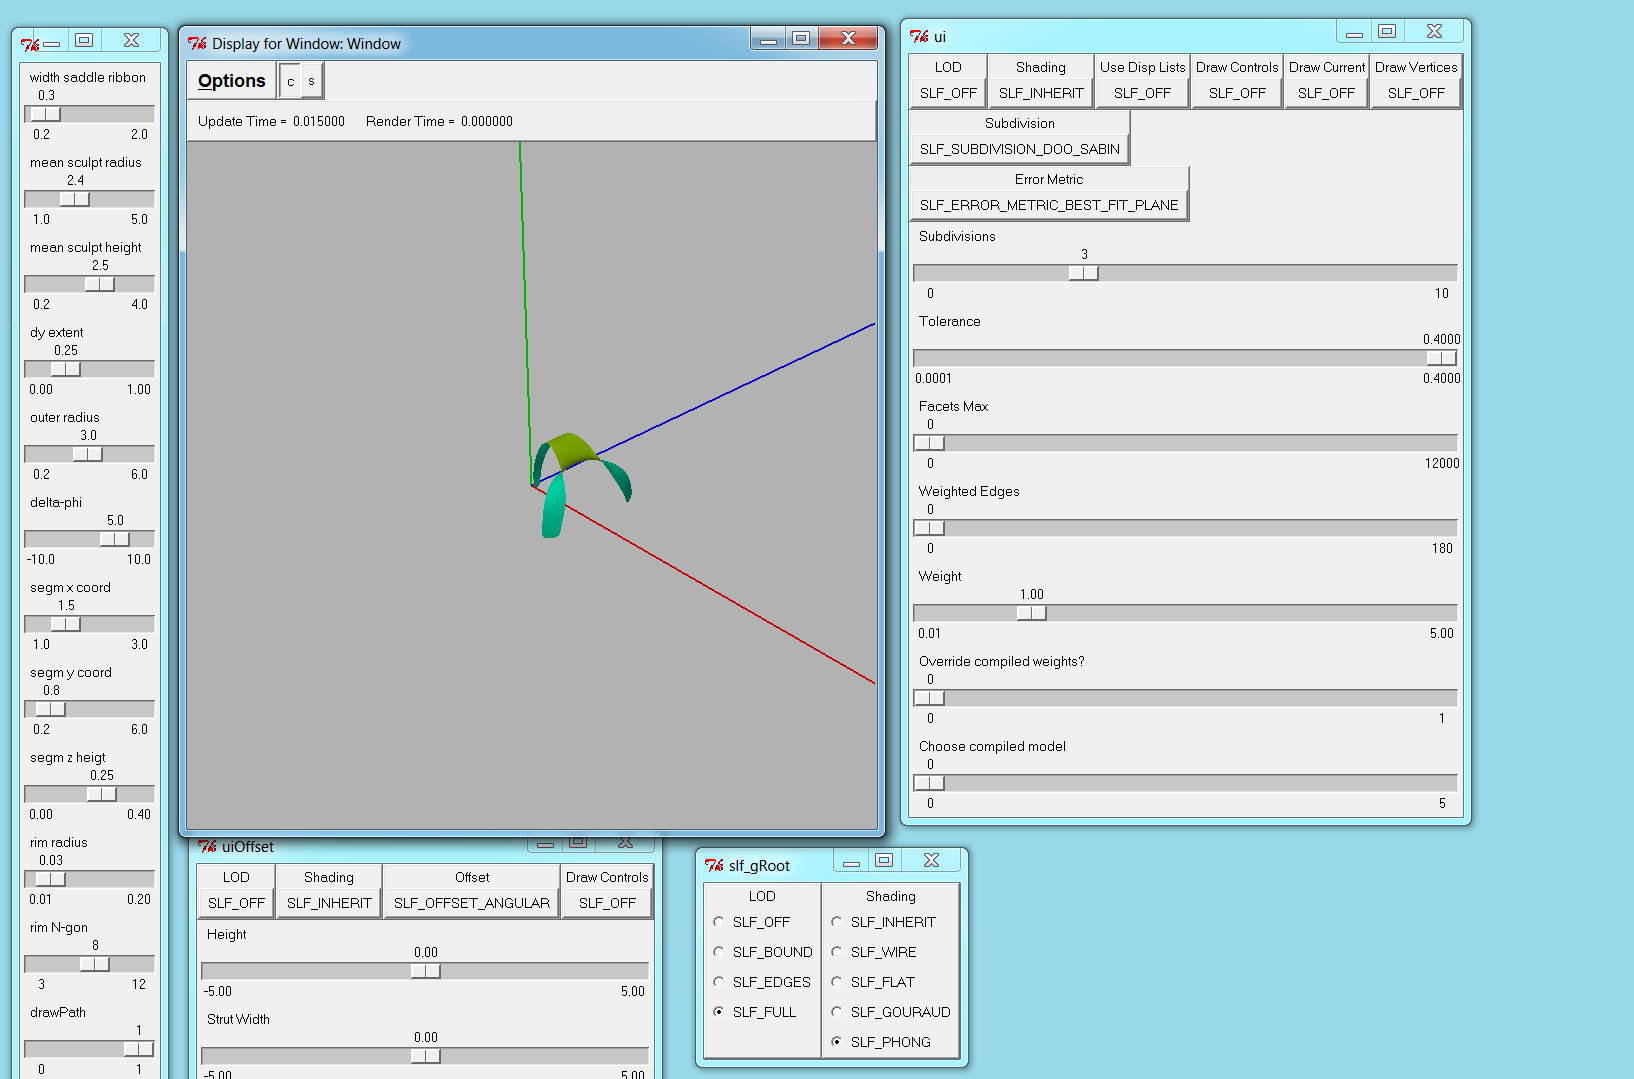 width saddle ribbon
0.3
0.2 2.0
mean sculpt radius
2.4
1.0 5.0
mean sculpt height
2.5
0.2 4.0
dy extent
0.25
0.00 1.00
outer radius
3.0
0.2 6.0
delta-phi
5.0
-10.0 10.0
segm x coord
1.5
1.0 3.0
segm y coord
0.8
0.2 6.0
segm z heigt
0.25
0.00 0.40
rim radius
0.03
0.01 0.20
rim N-gon
8
3 12
drawPath
1
0 1
Display for Window: Window
Options c s
Update Time = 0.015000 Render Time = 0.000000
ui
LOD Shading Use Disp Lists Draw Controls Draw Current Draw Vertices
SLF_OFF SLF_INHERIT SLF_OFF SLF_OFF SLF_OFF SLF_OFF
Subdivision
SLF_SUBDIVISION_DOO_SABIN
Error Metric
SLF_ERROR_METRIC_BEST_FIT_PLANE
Subdivisions
3
0 10
Tolerance
0.4000
0.0001 0.4000
Facets Max
0
0 12000
Weighted Edges
0
0 180
Weight
1.00
0.01 5.00
Override compiled weights?
0
0 1
Choose compiled model
0
0 5
uiOffset
LOD Shading Offset Draw Controls
SLF_OFF SLF_INHERIT SLF_OFFSET_ANGULAR SLF_OFF
Height
0.00
-5.00 5.00
Strut Width
0.00
-5.00 5.00
slf_gRoot
LOD Shading
SLF_OFF SLF_INHERIT
SLF_BOUND SLF_WIRE
SLF_EDGES SLF_FLAT
SLF_FULL SLF_GOURAUD
SLF_PHONG